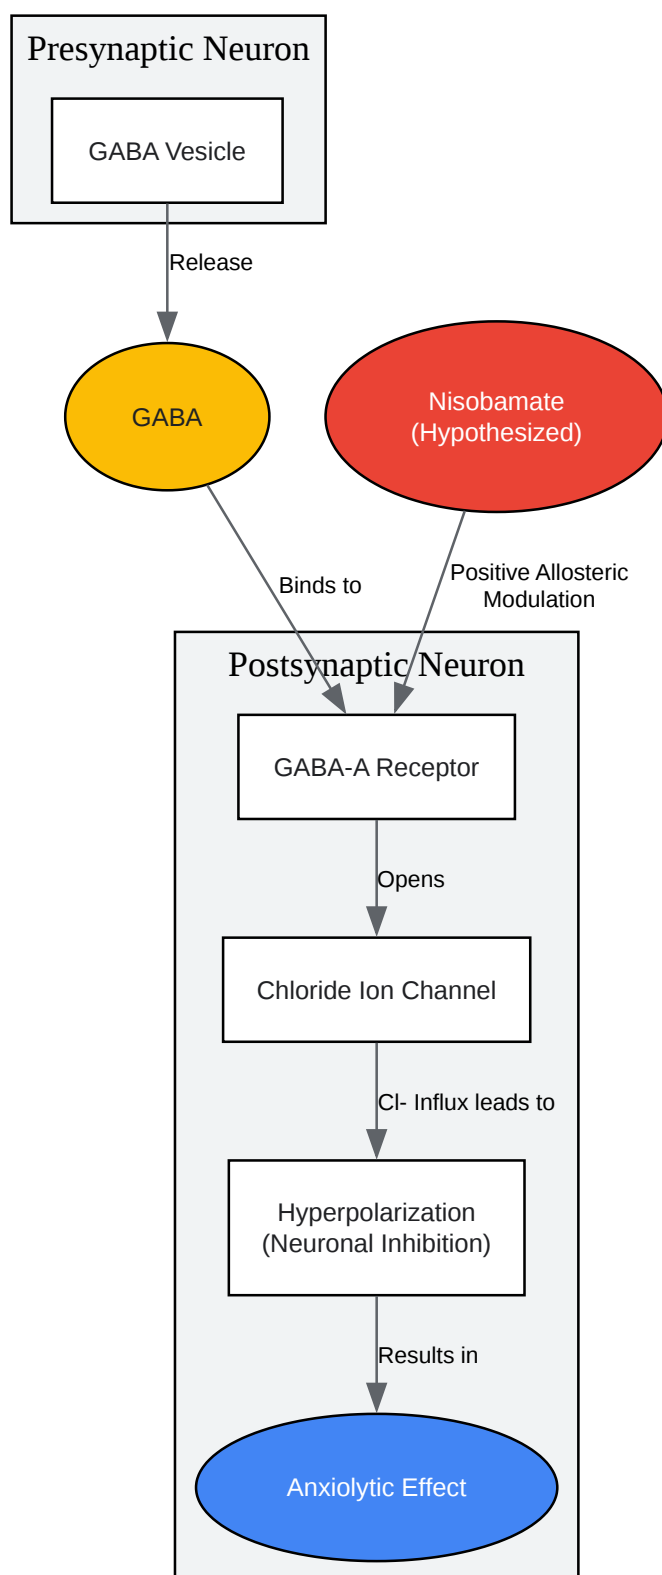 Presynaptic Neuron
GABA Vesicle
Release
GABA
Nisobamate
(Hypothesized)
Binds to
Positive Allosteric
Modulation
Postsynaptic Neuron
GABA-A Receptor
Opens
Chloride Ion Channel
Cl- Influx leads to
Hyperpolarization
(Neuronal Inhibition)
Results in
Anxiolytic Effect